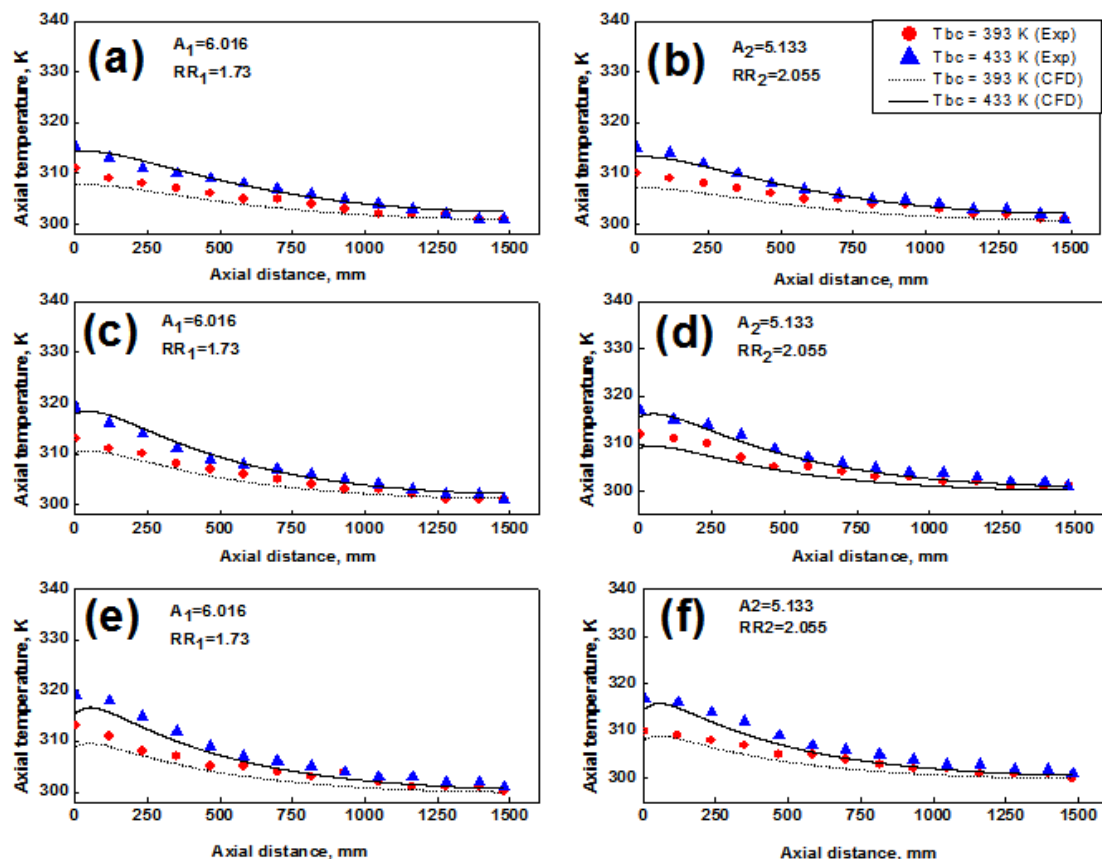 340
330
320
310
300
Axial temperature, K
(a)
A1=6.016
RR1=1.73
0 250 500 750 1000 1250 1500
Axial distance, mm
340
330
320
310
300
Axial temperature, K
(b)
A2=5.133
RR2=2.055
Tbc = 393 K (Exp)
Tbc = 433 K (Exp)
Tbc = 393 K (CFD)
Tbc = 433 K (CFD)
0 250 500 750 1000 1250 1500
Axial distance, mm
340
330
320
310
300
Axial temperature, K
(c)
A1=6.016
RR1=1.73
0 250 500 750 1000 1250 1500
Axial distance, mm
340
330
320
310
300
Axial temperature, K
(d)
A2=5.133
RR2=2.055
0 250 500 750 1000 1250 1500
Axial distance, mm
340
330
320
310
300
Axial temperature, K
(e)
A1=6.016
RR1=1.73
0 250 500 750 1000 1250 1500
Axial distance, mm
340
330
320
310
300
Axial temperature, K
(f)
A2=5.133
RR2=2.055
0 250 500 750 1000 1250 1500
Axial distance, mm